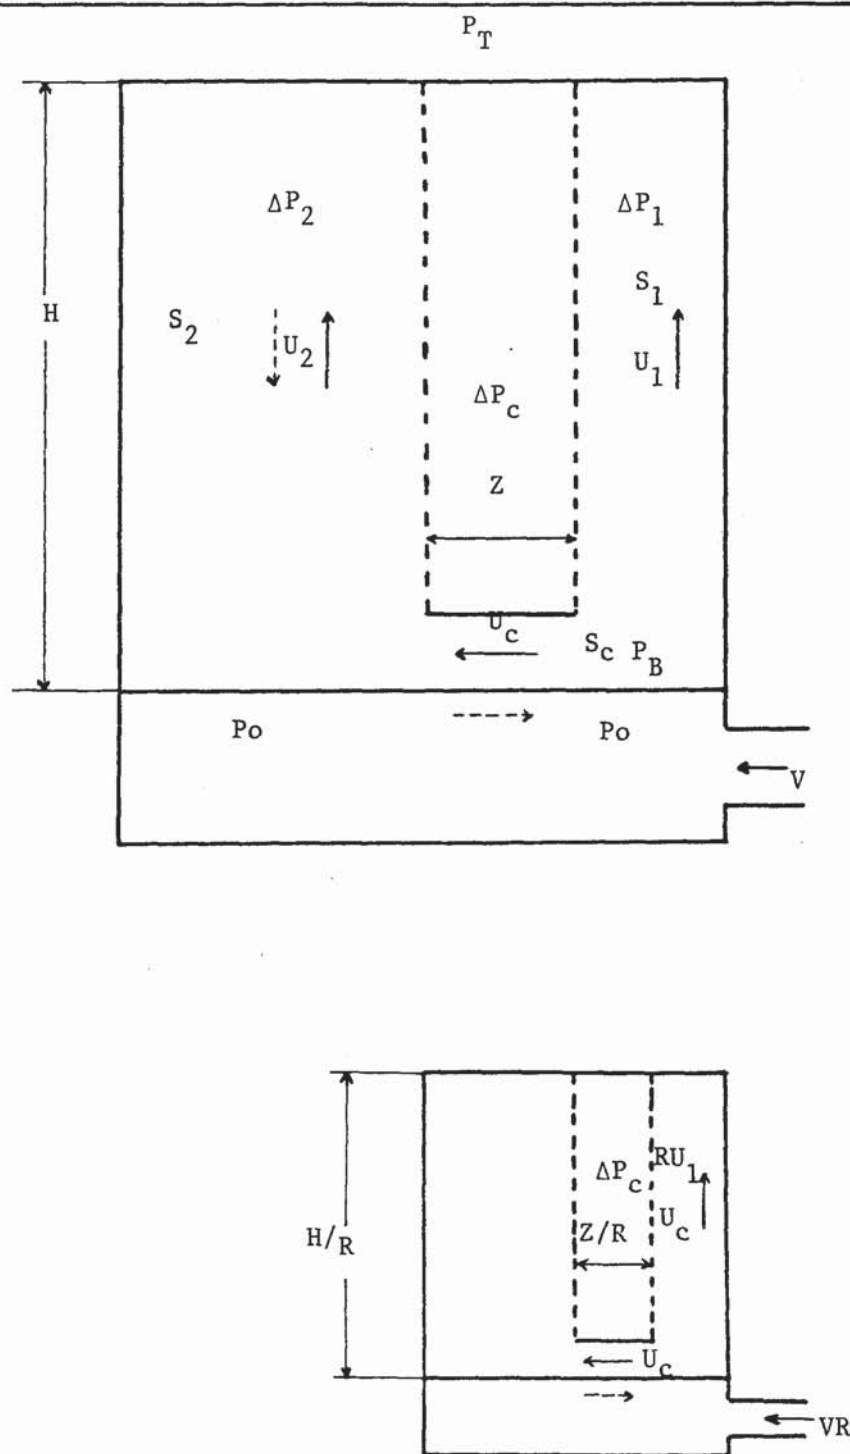 P_T
ΔP_2 ΔP_1
S_1
H S_2 U_2 U_1
ΔP_c
Z
U_c S_c P_B
Po Po
V
ΔP_c RU_1
H/R Z/R U_c
U_c
VR